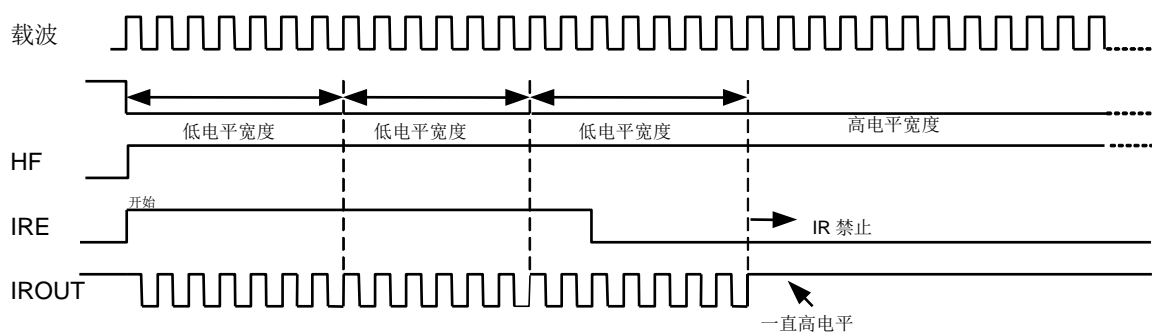 载波
低电平宽度 低电平宽度 低电平宽度 高电平宽度
HF
开始
IRE
IR 禁止
IROUT
一直高电平